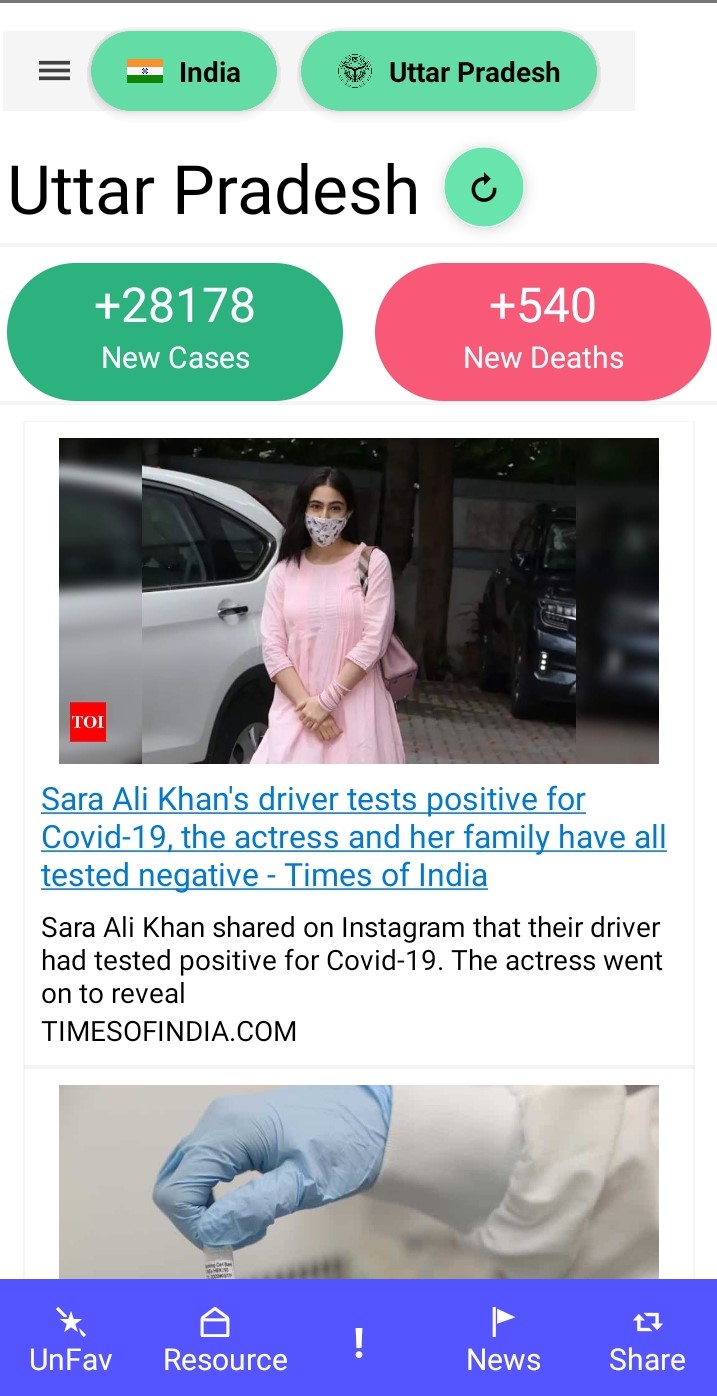 India
Uttar Pradesh
Uttar Pradesh
+28178
New Cases
+540
New Deaths
TOI
Sara Ali Khan's driver tests positive for
Covid-19, the actress and her family have all
tested negative - Times of India
Sara Ali Khan shared on Instagram that their driver
had tested positive for Covid-19. The actress went
on to reveal
TIMESOFINDIA.COM
UnFav
Resource
!
News
Share